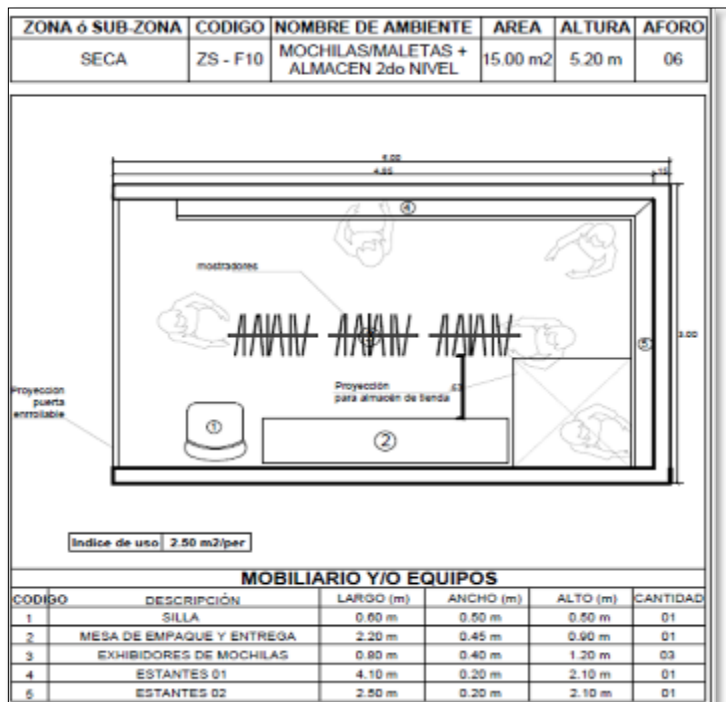 ZONA ó SUB-ZONA CODIGO NOMBRE DE AMBIENTE AREA ALTURA AFORO
SECA ZS - F10 MOCHILAS/MALETAS + ALMACEN 2do NIVEL 15.00 m2 5.20 m 06
5.00
4.85 .15
④
mostradores
3.00
⑤
Proyección
puerta
enrrollable
Proyección
para almacén de tienda
①
②
Indice de uso 2.50 m2/per
MOBILIARIO Y/O EQUIPOS
CODIGO DESCRIPCIÓN LARGO (m) ANCHO (m) ALTO (m) CANTIDAD
1 SILLA 0.60 m 0.50 m 0.50 m 01
2 MESA DE EMPAQUE Y ENTREGA 2.20 m 0.45 m 0.90 m 01
3 EXHIBIDORES DE MOCHILAS 0.80 m 0.40 m 1.20 m 03
4 ESTANTES 01 4.10 m 0.20 m 2.10 m 01
5 ESTANTES 02 2.50 m 0.20 m 2.10 m 01